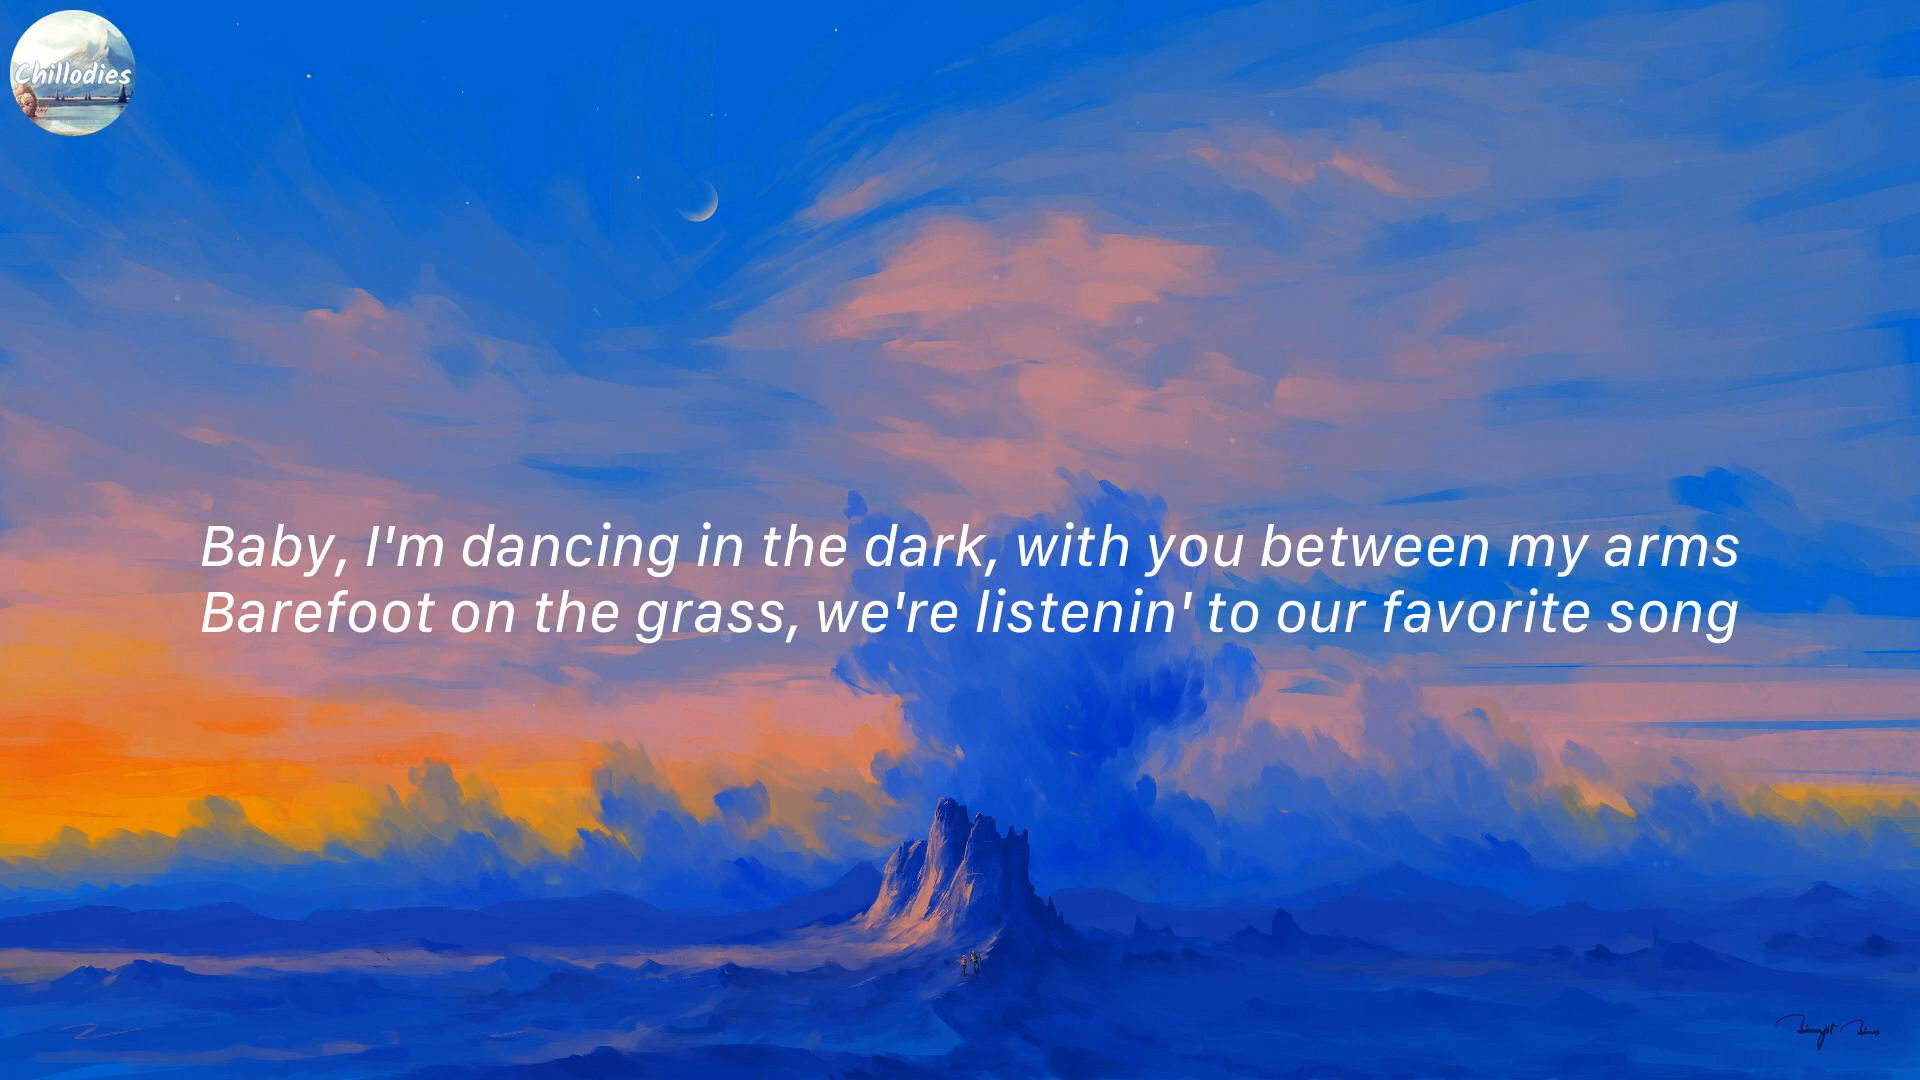 Chillodies
Baby, I'm dancing in the dark, with you between my arms
Barefoot on the grass, we're listenin' to our favorite song